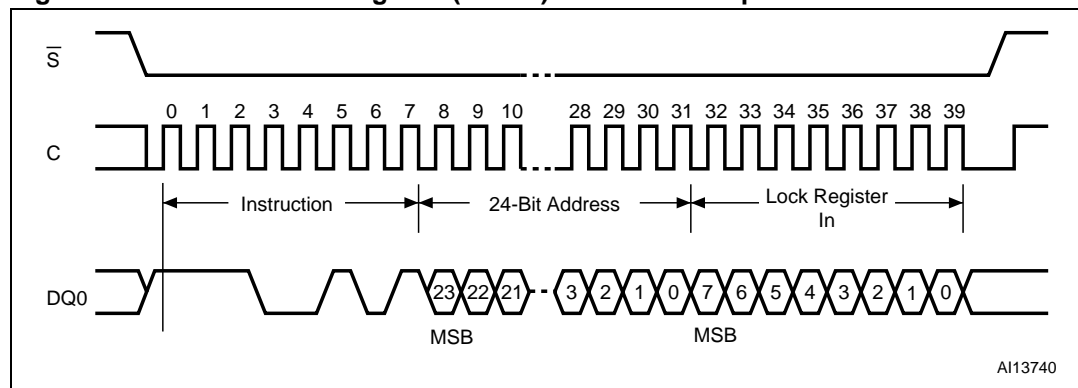 S
0 1 2 3 4 5 6 7 8 9 10 28 29 30 31 32 33 34 35 36 37 38 39
C
Instruction 24-Bit Address Lock Register
In
DQ0 23 22 21 3 2 1 0 7 6 5 4 3 2 1 0
MSB MSB
AI13740